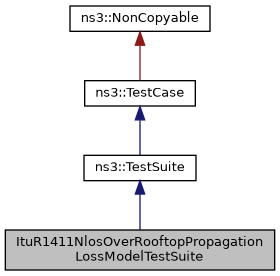 ns3::NonCopyable
ns3::TestCase
ns3::TestSuite
ItuR1411NlosOverRooftopPropagation
LossModelTestSuite